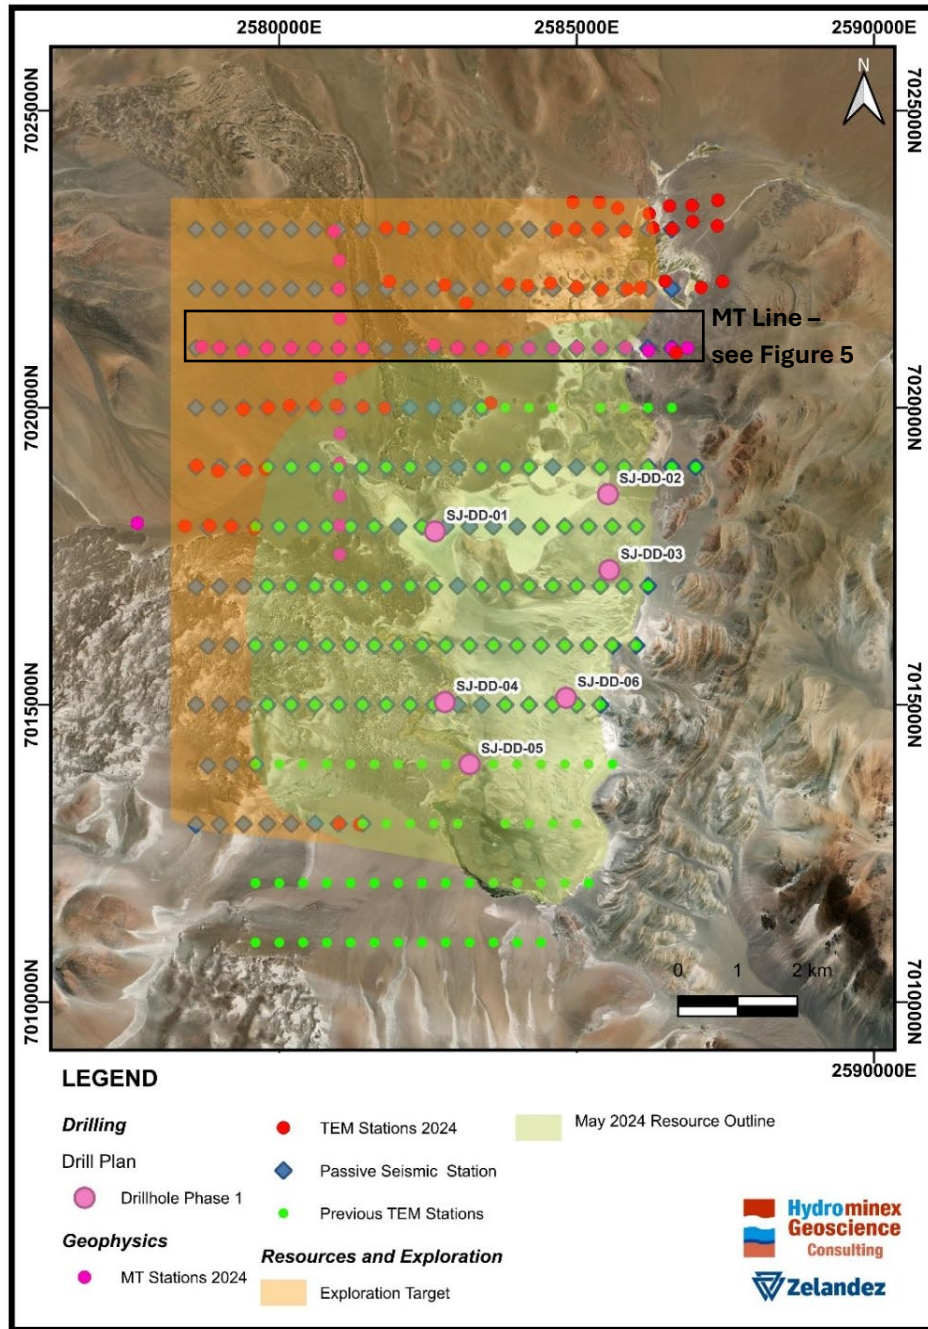 2580000E
2585000E
2590000E
7025000N
7025000N
N
MT Line –
see Figure 5
7020000N
7020000N
SJ-DD-02
SJ-DD-01
SJ-DD-03
SJ-DD-04
SJ-DD-06
7015000N
7015000N
SJ-DD-05
0 1 2 km
7010000N
7010000N
2590000E
LEGEND
Drilling
Drill Plan
Drillhole Phase 1
Geophysics
MT Stations 2024
TEM Stations 2024
Passive Seismic Station
Previous TEM Stations
Resources and Exploration
Exploration Target
May 2024 Resource Outline
Hydrominex
Geoscience
Consulting
Zelandez